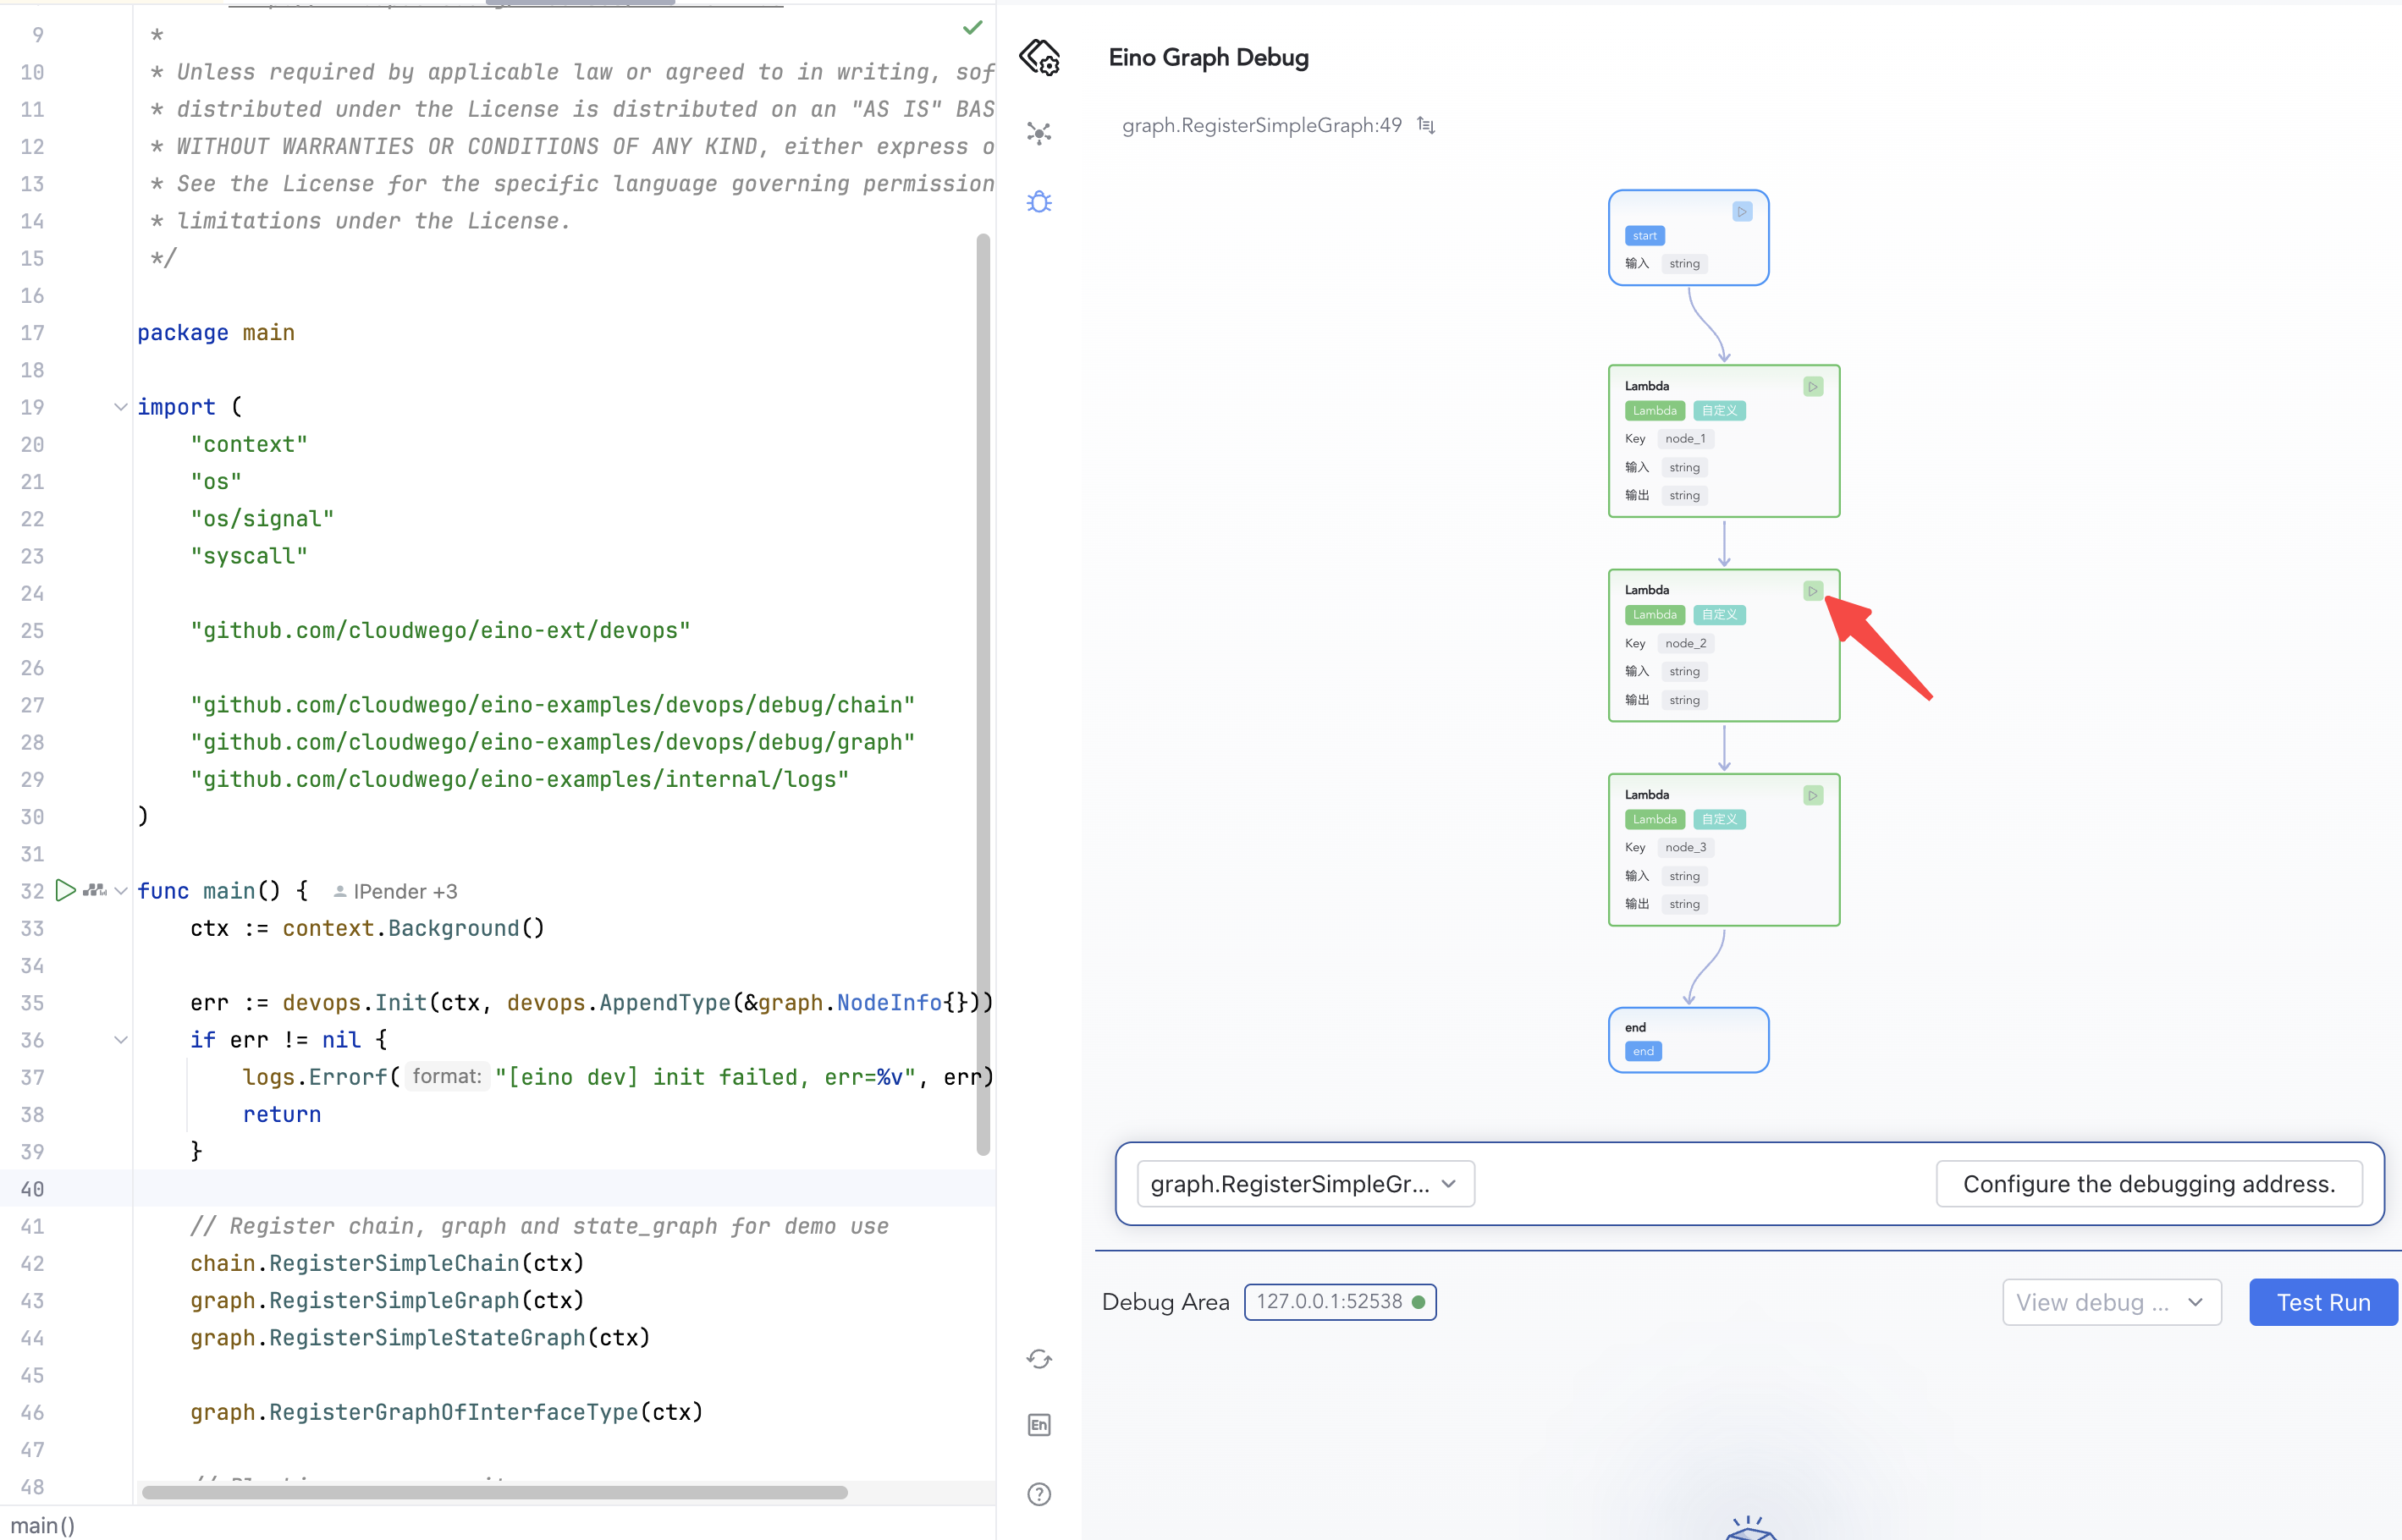 9 *
10 * Unless required by applicable law or agreed to in writing, sof
11 * distributed under the License is distributed on an "AS IS" BAS
12 * WITHOUT WARRANTIES OR CONDITIONS OF ANY KIND, either express o
13 * See the License for the specific language governing permission
14 * limitations under the License.
15 */
16
17 package main
18
19 import (
20 "context"
21 "os"
22 "os/signal"
23 "syscall"
24
25 "github.com/cloudwego/eino-ext/devops"
26
27 "github.com/cloudwego/eino-examples/devops/debug/chain"
28 "github.com/cloudwego/eino-examples/devops/debug/graph"
29 "github.com/cloudwego/eino-examples/internal/logs"
30 )
31
32 func main() { IPender +3
33 ctx := context.Background()
34
35 err := devops.Init(ctx, devops.AppendType(&graph.NodeInfo{}))
36 if err != nil {
37 logs.Errorf( format: "[eino dev] init failed, err=%v", err)
38 return
39 }
40
41 // Register chain, graph and state_graph for demo use
42 chain.RegisterSimpleChain(ctx)
43 graph.RegisterSimpleGraph(ctx)
44 graph.RegisterSimpleStateGraph(ctx)
45
46 graph.RegisterGraphOfInterfaceType(ctx)
47
48
main()
Eino Graph Debug
graph.RegisterSimpleGraph:49
start
输入 string
Lambda
Lambda 自定义
Key node_1
输入 string
输出 string
Lambda
Lambda 自定义
Key node_2
输入 string
输出 string
Lambda
Lambda 自定义
Key node_3
输入 string
输出 string
end
end
graph.RegisterSimpleGr... Configure the debugging address.
Debug Area 127.0.0.1:52538 View debug ... Test Run
En
?